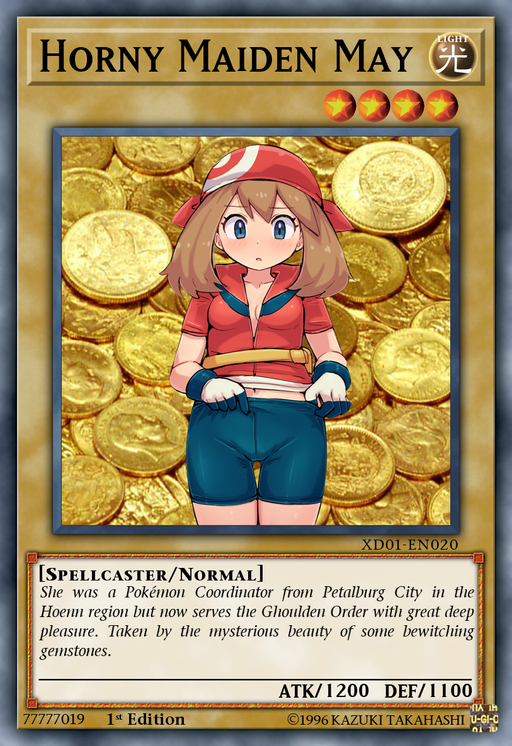 HORNY MAIDEN MAY
LIGHT
光
XD01-EN020
[SPELLCASTER/NORMAL]
She was a Pokémon Coordinator from Petalburg City in the
Hoenn region but now serves the Ghoulden Order with great deep
pleasure. Taken by the mysterious beauty of some bewitching
gemstones.
ATK/1200 DEF/1100
77777019 1st Edition ©1996 KAZUKI TAKAHASHI